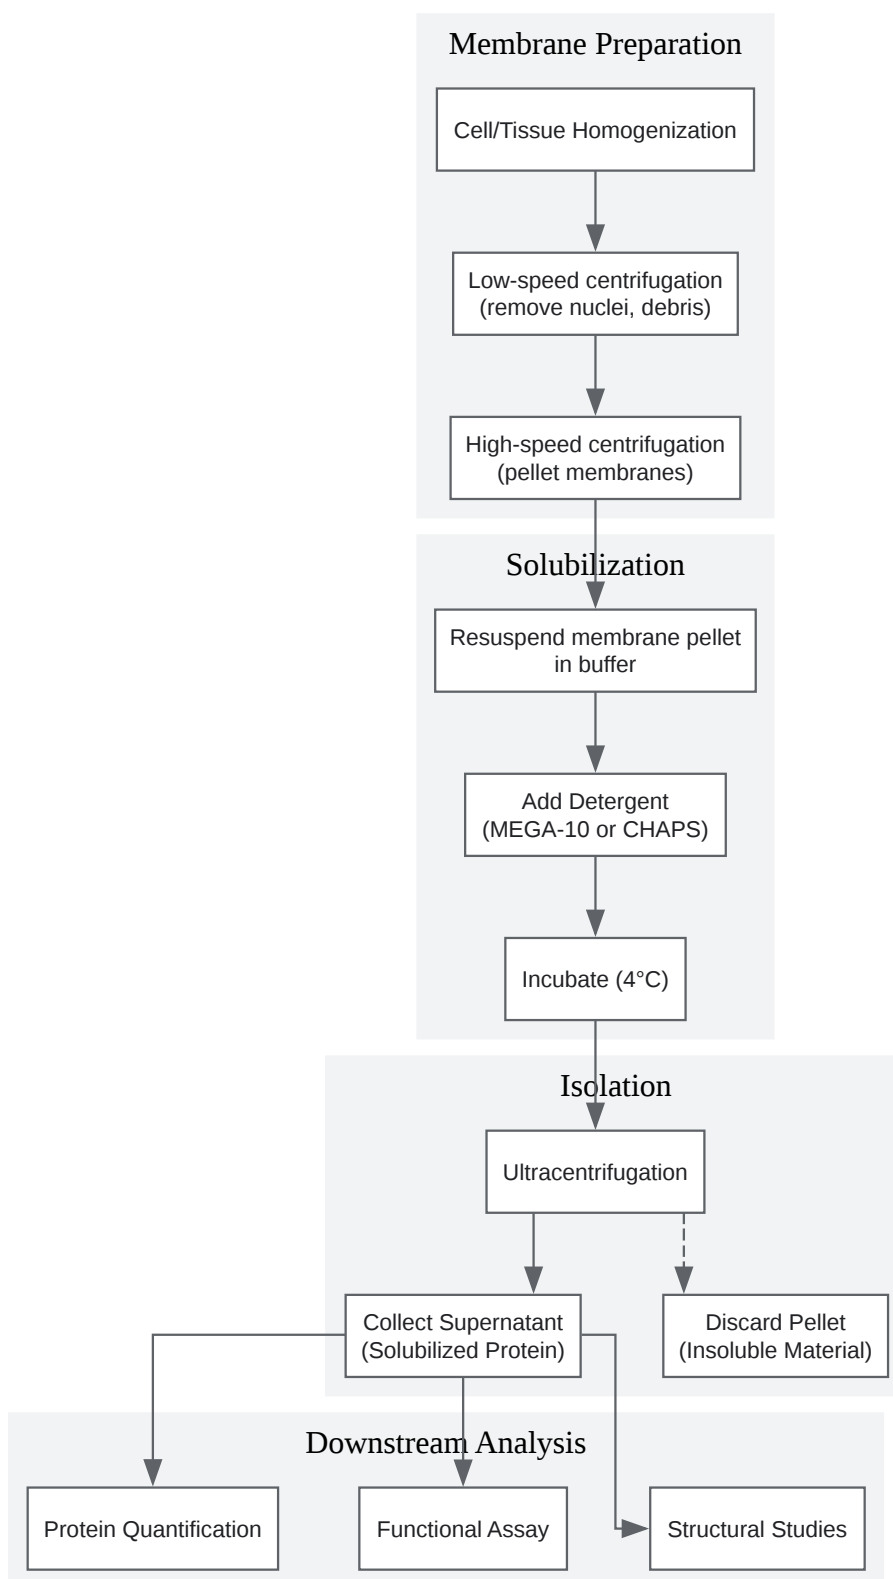 Membrane Preparation
Cell/Tissue Homogenization
Low-speed centrifugation
(remove nuclei, debris)
High-speed centrifugation
(pellet membranes)
Solubilization
Resuspend membrane pellet
in buffer
Add Detergent
(MEGA-10 or CHAPS)
Incubate (4°C)
Isolation
Ultracentrifugation
Collect Supernatant
(Solubilized Protein)
Discard Pellet
(Insoluble Material)
Downstream Analysis
Protein Quantification
Functional Assay
Structural Studies